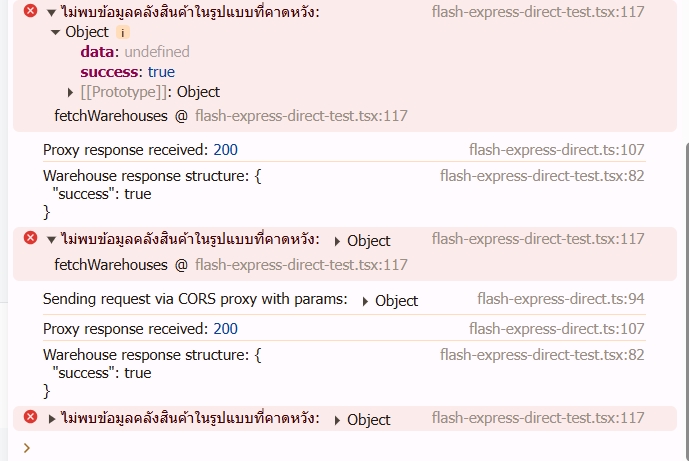 ไม่พบข้อมูลคลังสินค้าในรูปแบบที่คาดหวัง: flash-express-direct-test.tsx:117
Object i
data: undefined
success: true
[[Prototype]]: Object
fetchWarehouses @ flash-express-direct-test.tsx:117
Proxy response received: 200 flash-express-direct.ts:107
Warehouse response structure: { flash-express-direct-test.tsx:82
"success": true
}
ไม่พบข้อมูลคลังสินค้าในรูปแบบที่คาดหวัง: Object flash-express-direct-test.tsx:117
fetchWarehouses @ flash-express-direct-test.tsx:117
Sending request via CORS proxy with params: Object flash-express-direct.ts:94
Proxy response received: 200 flash-express-direct.ts:107
Warehouse response structure: { flash-express-direct-test.tsx:82
"success": true
}
ไม่พบข้อมูลคลังสินค้าในรูปแบบที่คาดหวัง: Object flash-express-direct-test.tsx:117